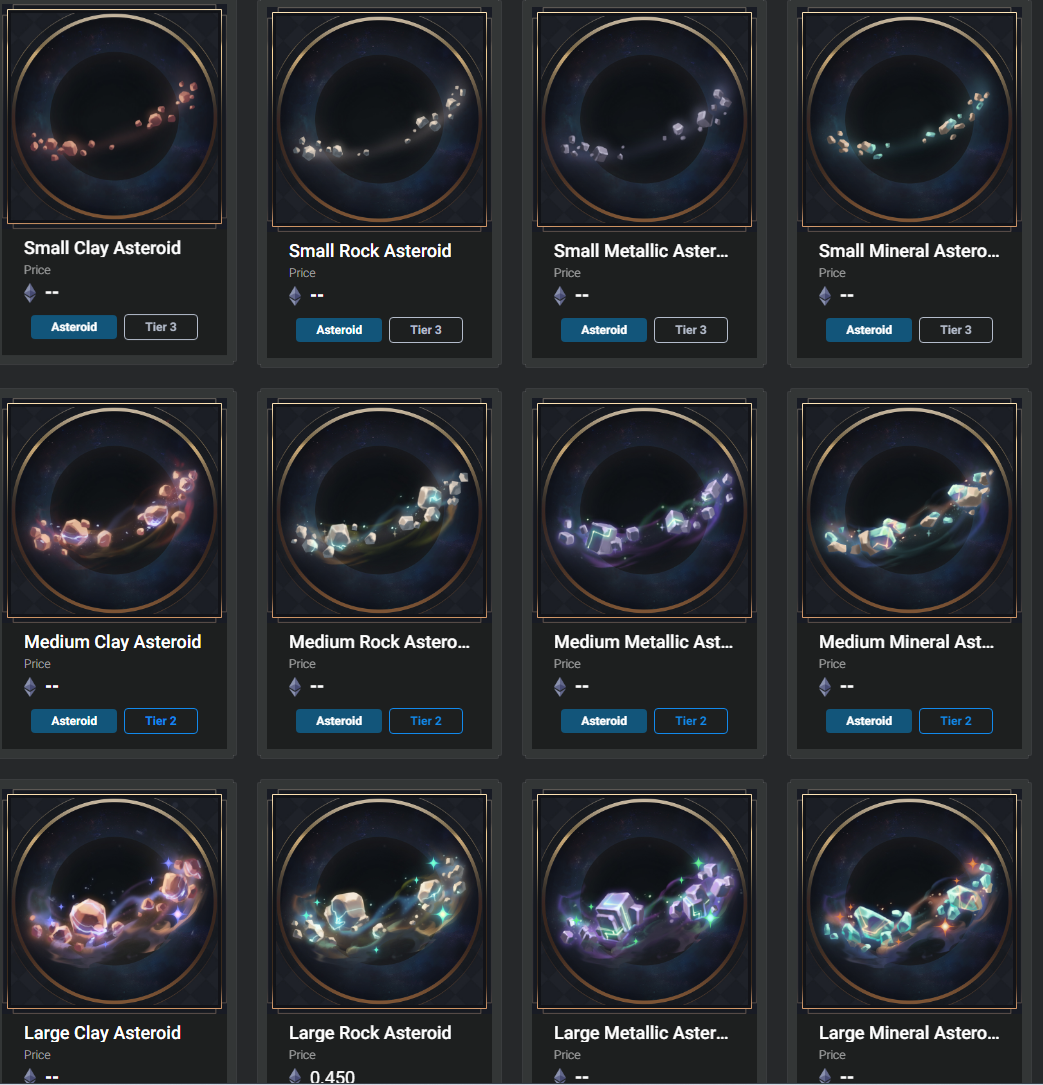 Small Clay Asteroid
Price
--
Asteroid Tier 3
Small Rock Asteroid
Price
--
Asteroid Tier 3
Small Metallic Aster...
Price
--
Asteroid Tier 3
Small Mineral Astero...
Price
--
Asteroid Tier 3
Medium Clay Asteroid
Price
--
Asteroid Tier 2
Medium Rock Astero...
Price
--
Asteroid Tier 2
Medium Metallic Ast...
Price
--
Asteroid Tier 2
Medium Mineral Ast...
Price
--
Asteroid Tier 2
Large Clay Asteroid
Price
--
Large Rock Asteroid
Price
0.450
Large Metallic Aster...
Price
--
Large Mineral Astero...
Price
--